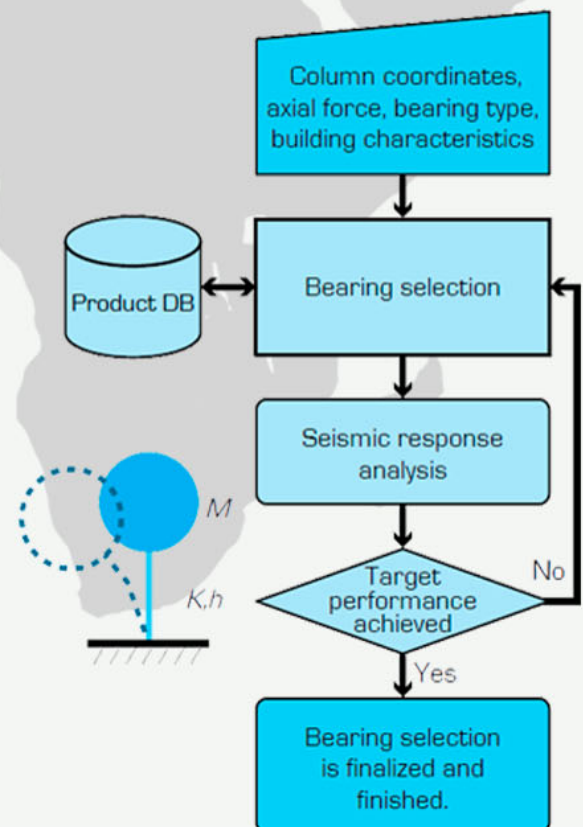 Column coordinates,
axial force, bearing type,
building characteristics
Product DB
Bearing selection
Seismic response
analysis
M
K,h
Target
performance
achieved
No
Yes
Bearing selection
is finalized and
finished.